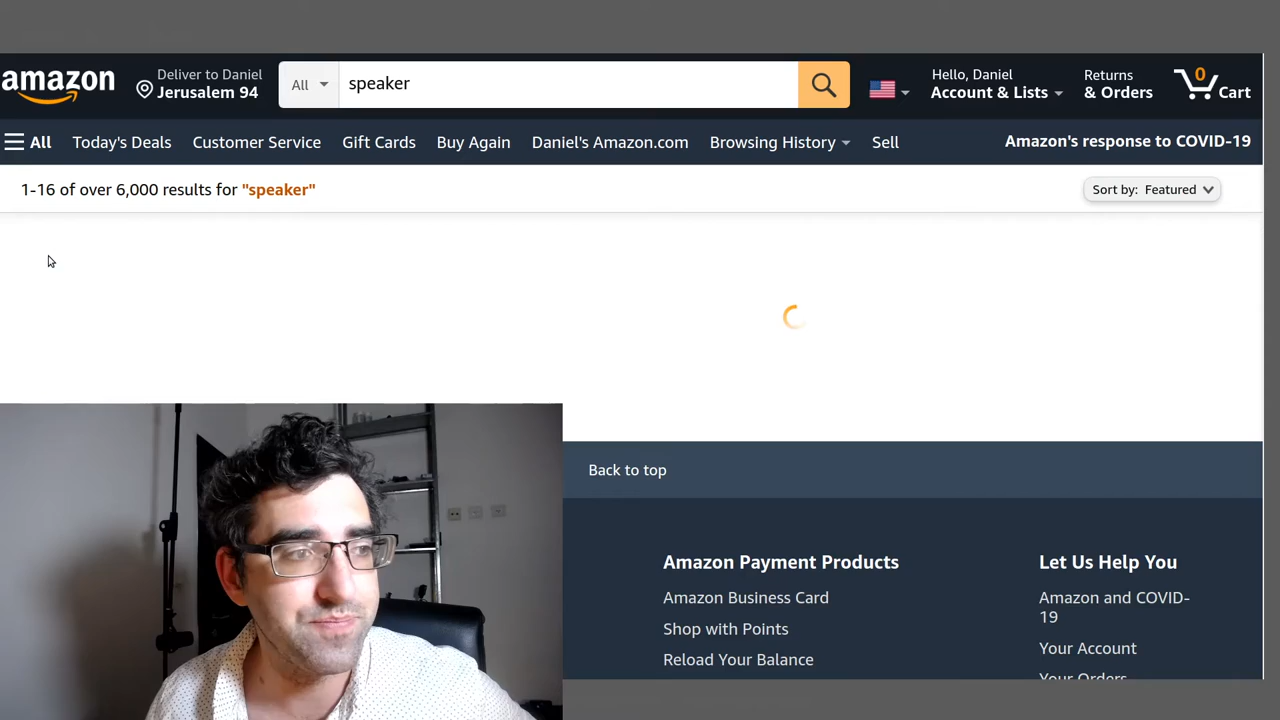 amazon
Deliver to Daniel
Jerusalem 94
All
speaker
Hello, Daniel
Account & Lists
Returns
& Orders
0
Cart
All
Today's Deals
Customer Service
Gift Cards
Buy Again
Daniel's Amazon.com
Browsing History
Sell
Amazon's response to COVID-19
1-16 of over 6,000 results for "speaker"
Sort by: Featured
Back to top
Amazon Payment Products
Amazon Business Card
Shop with Points
Reload Your Balance
Let Us Help You
Amazon and COVID-
19
Your Account
Your Orders